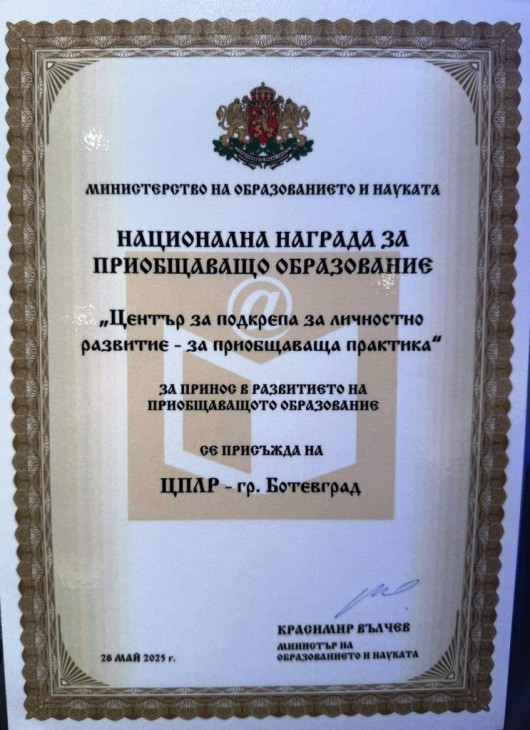 МИНИСТЕРСТВО НА ОБРАЗОВАНИЕТО И НАУКАТА
НАЦИОНАЛНА НАГРАДА ЗА
ПРИОБЩАВАЩО ОБРАЗОВАНИЕ
„Център за подкрепа за личностно
развитие - за приобщаваща практика“
ЗА ПРИНОС В РАЗВИТИЕТО НА
ПРИОБЩАВАЩОТО ОБРАЗОВАНИЕ
СЕ ПРИСЪЖДА НА
ЦПЛР - гр. Ботевград
КРАСИМИР ВЪЛЧЕВ
МИНИСТЪР НА
ОБРАЗОВАНИЕТО И НАУКАТА
28 МАЙ 2025 г.